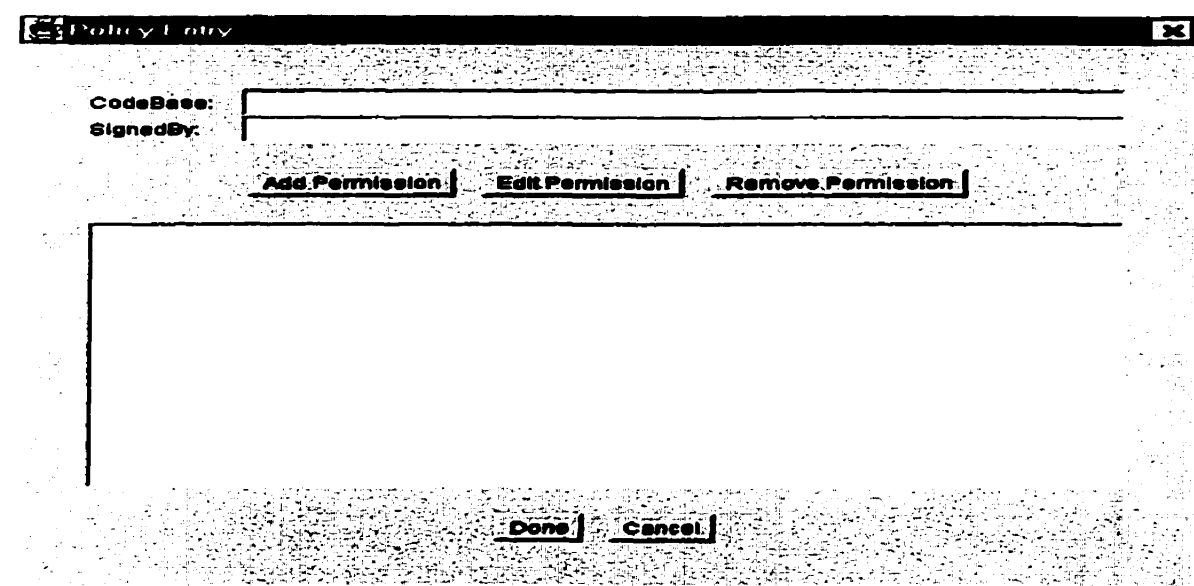 Policy Entry
CodeBase:
SignedBy:
Add Permission Edit Permission Remove Permission
Done Cancel